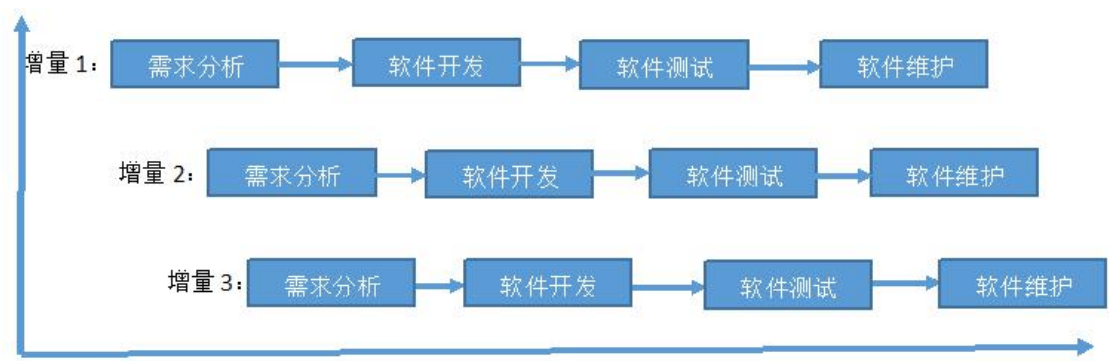 增量 1： 需求分析 软件开发 软件测试 软件维护
增量 2： 需求分析 软件开发 软件测试 软件维护
增量 3： 需求分析 软件开发 软件测试 软件维护